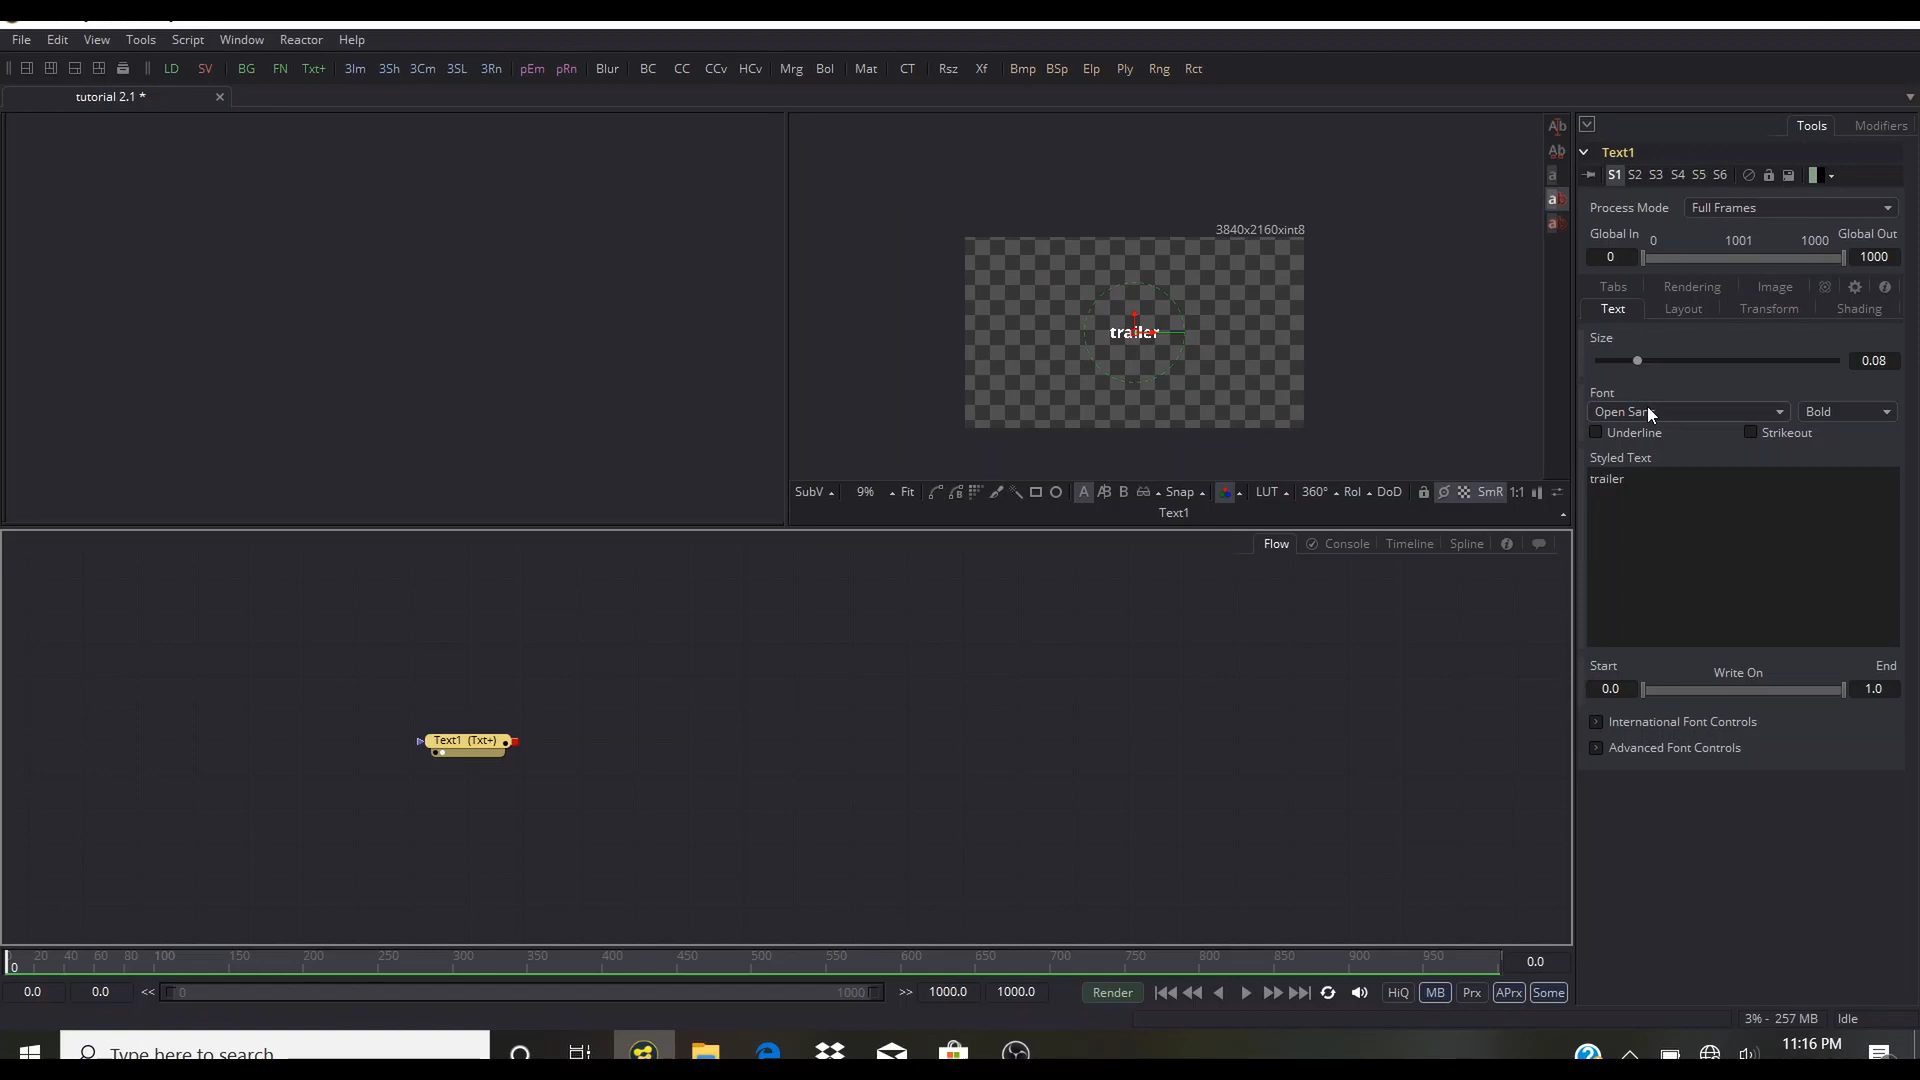 File Edit View Tools Script Window Reactor Help
LD SV BG FN Txt+ 3Im 3Sh 3Cm 3SL 3Rn pEm pRn Blur BC CC CCv HCv Mrg Bol Mat CT Rsz Xf Bmp BSp Elp Ply Rng Rct
tutorial 2.1 *
3840x2160xint8
trailer
SubV 9% Fit A B Snap LUT 360° Rol DoD SmR 1:1
Text1
Tools Modifiers
Text1
S1 S2 S3 S4 S5 S6
Process Mode Full Frames
Global In 0 1001 1000 Global Out
0 1000
Tabs Rendering Image
Text Layout Transform Shading
Size
0.08
Font
Open Sans Bold
Underline Strikeout
Styled Text
trailer
Start Write On End
0.0 1.0
International Font Controls
Advanced Font Controls
Flow Console Timeline Spline
Text1 (Txt+)
20 40 60 80 100 150 200 250 300 350 400 450 500 550 600 650 700 750 800 850 900 950
0 0.0
0.0 0.0 << 0 1000 >> 1000.0 1000.0 Render HiQ MB Prx APrx Some
3% - 257 MB Idle
Type here to search
11:16 PM